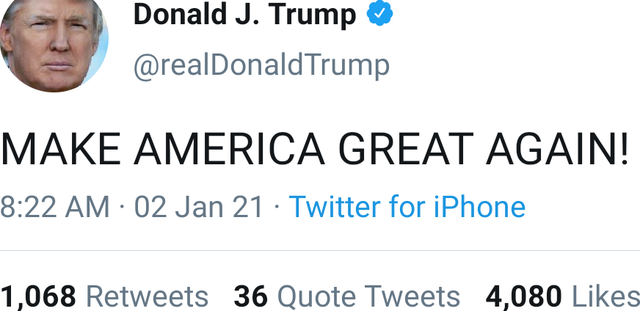 Donald J. Trump
@realDonaldTrump
MAKE AMERICA GREAT AGAIN!
8:22 AM · 02 Jan 21 · Twitter for iPhone
1,068 Retweets 36 Quote Tweets 4,080 Likes